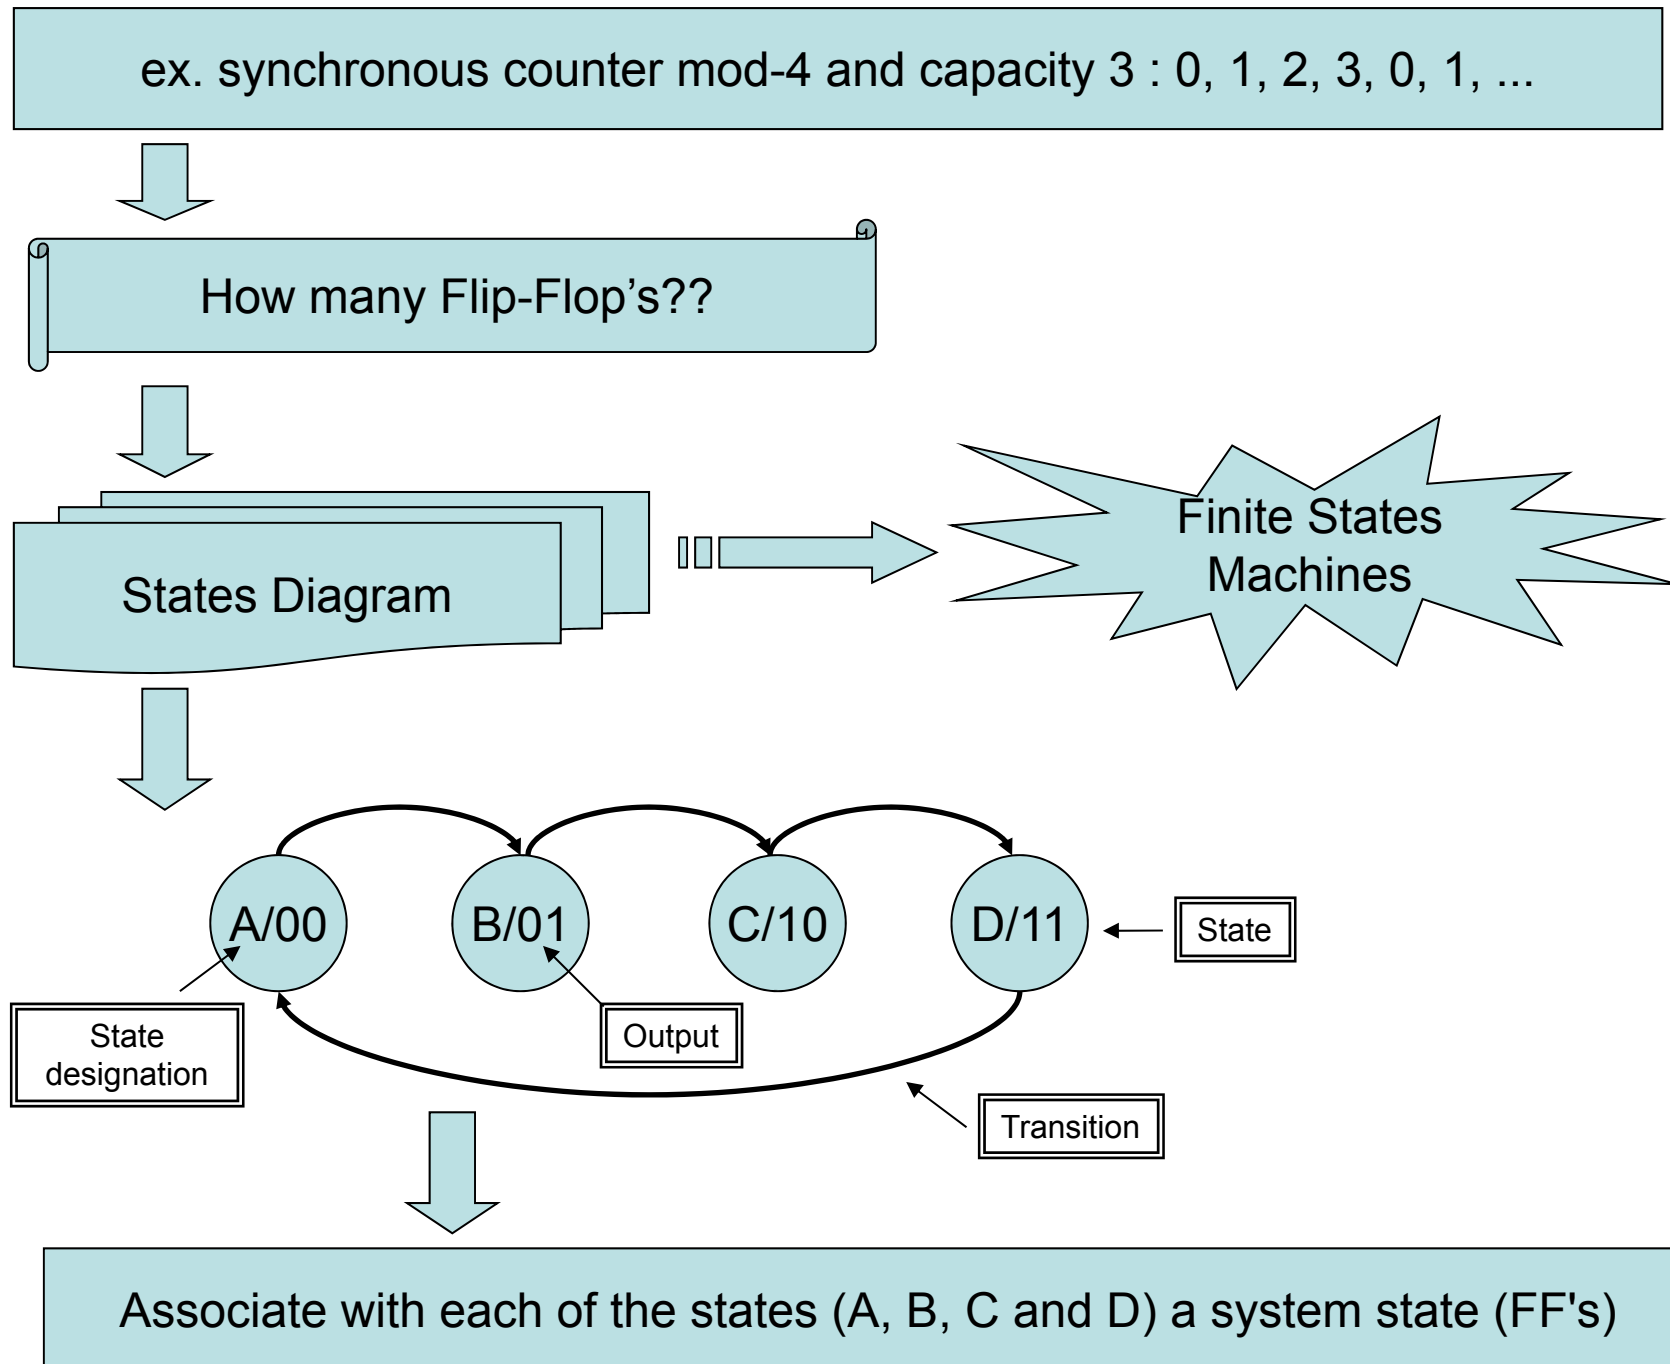 ex. synchronous counter mod-4 and capacity 3 : 0, 1, 2, 3, 0, 1, ...
How many Flip-Flop’s??
Finite States
Machines
States Diagram
A/00
B/01
C/10
D/11
State
State
designation
Output
Transition
Associate with each of the states (A, B, C and D) a system state (FF's)